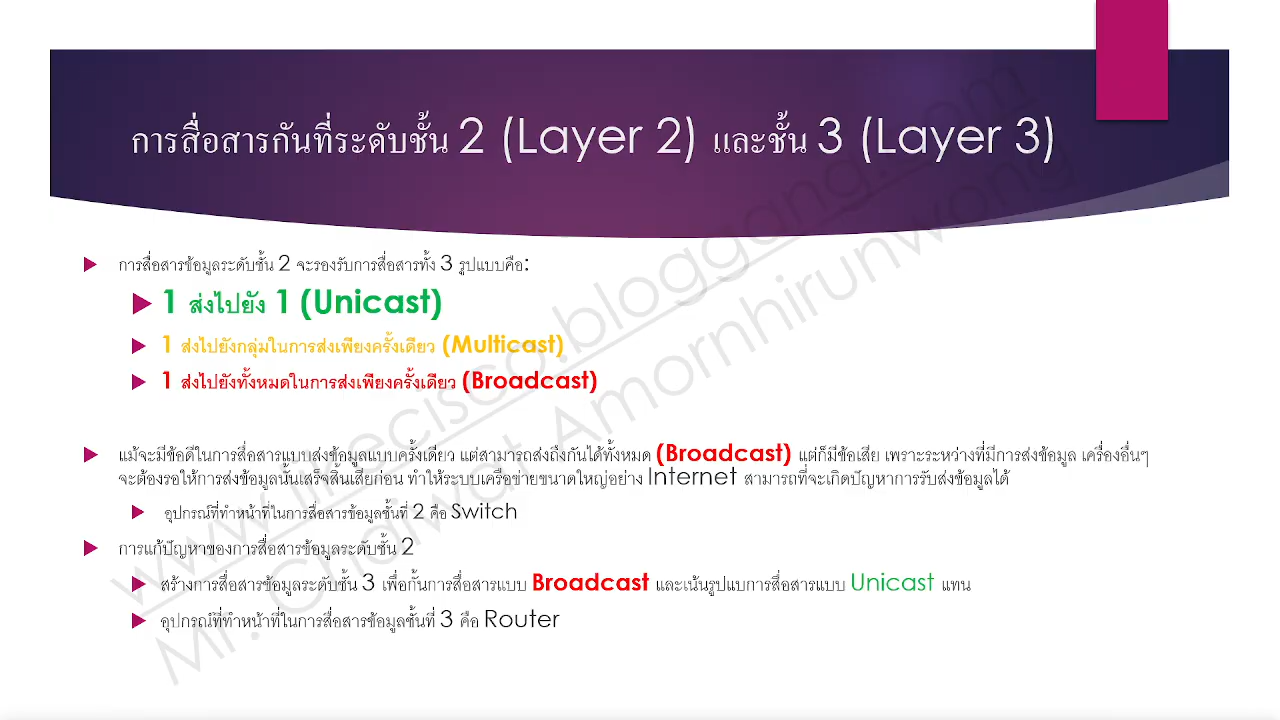 การสื่อสารกันที่ระดับชั้น 2 (Layer 2) และชั้น 3 (Layer 3)
การสื่อสารข้อมูลระดับชั้น 2 จะรองรับการสื่อสารทั้ง 3 รูปแบบคือ:
1 ส่งไปยัง 1 (Unicast)
1 ส่งไปยังกลุ่มในการส่งเพียงครั้งเดียว (Multicast)
1 ส่งไปยังทั้งหมดในการส่งเพียงครั้งเดียว (Broadcast)
แม้จะมีข้อดีในการสื่อสารแบบส่งข้อมูลแบบครั้งเดียว แต่สามารถส่งถึงกันได้ทั้งหมด (Broadcast) แต่ก็มีข้อเสีย เพราะระหว่างที่มีการส่งข้อมูล เครื่องอื่นๆ
จะต้องรอให้การส่งข้อมูลนั้นเสร็จสิ้นเสียก่อน ทำให้ระบบเครือข่ายขนาดใหญ่อย่าง Internet สามารถที่จะเกิดปัญหาการรับส่งข้อมูลได้
อุปกรณ์ที่ทำหน้าที่ในการสื่อสารข้อมูลชั้นที่ 2 คือ Switch
การแก้ปัญหาของการสื่อสารข้อมูลระดับชั้น 2
สร้างการสื่อสารข้อมูลระดับชั้น 3 เพื่อกั้นการสื่อสารแบบ Broadcast และเน้นรูปแบการสื่อสารแบบ Unicast แทน
อุปกรณ์ที่ทำหน้าที่ในการสื่อสารข้อมูลชั้นที่ 3 คือ Router
www.likecisco.bloggang.com
Mr. Chaiwat Amornhirunwong